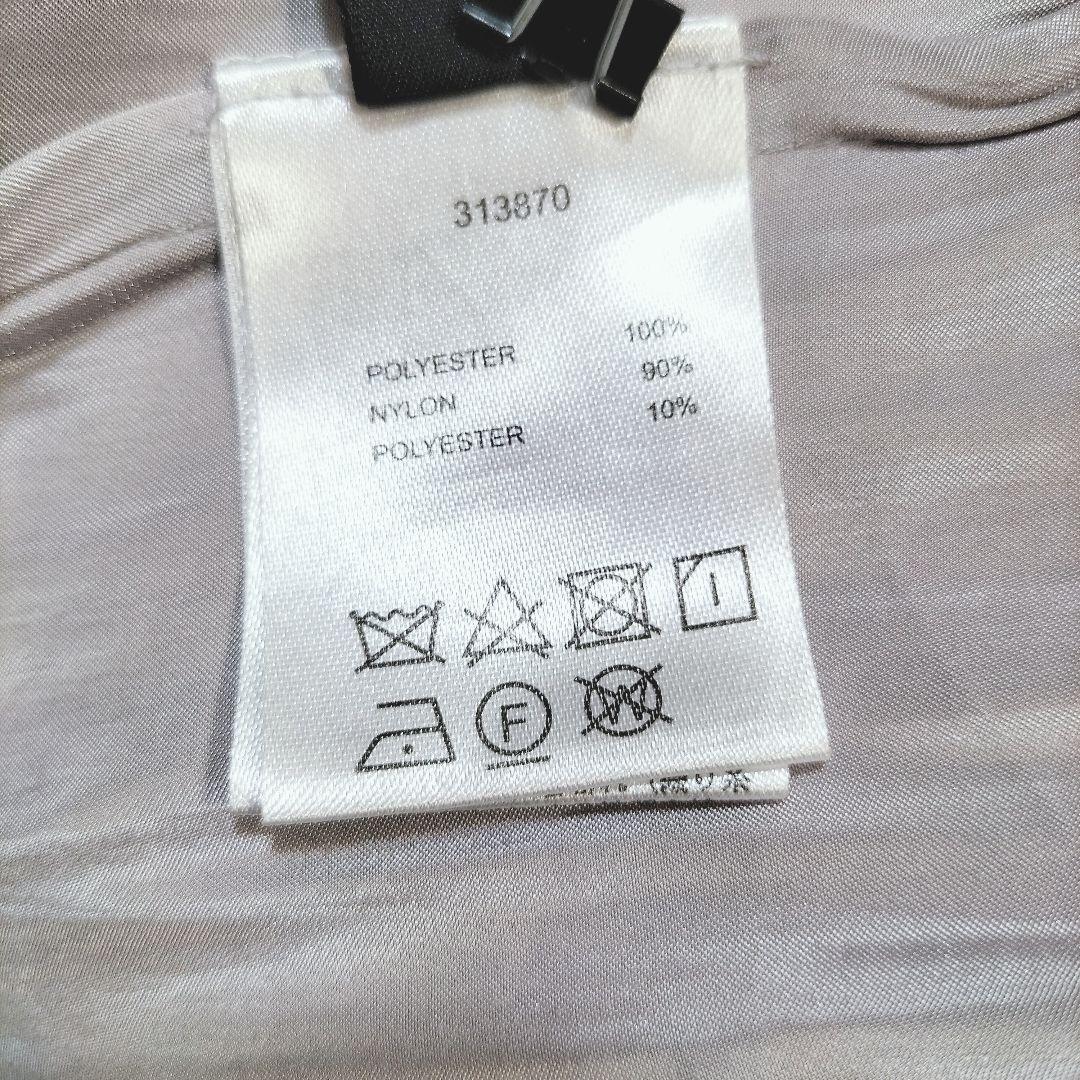 313870
POLYESTER 100%
NYLON 90%
POLYESTER 10%
F
W